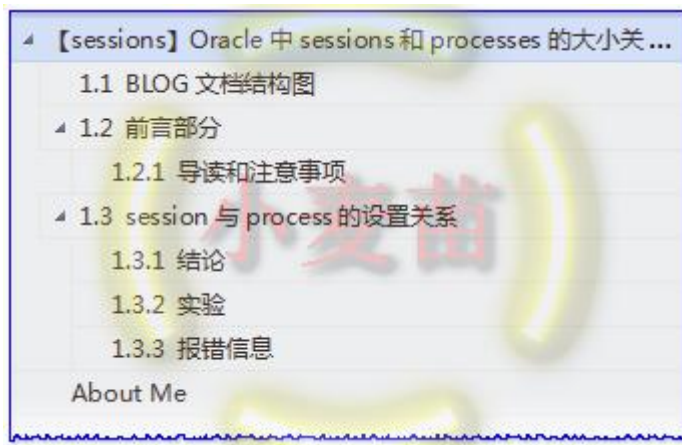 【sessions】Oracle 中 sessions 和 processes 的大小关 ...
1.1 BLOG 文档结构图
1.2 前言部分
1.2.1 导读和注意事项
1.3 session 与 process 的设置关系
小麦苗
1.3.1 结论
1.3.2 实验
1.3.3 报错信息
About Me